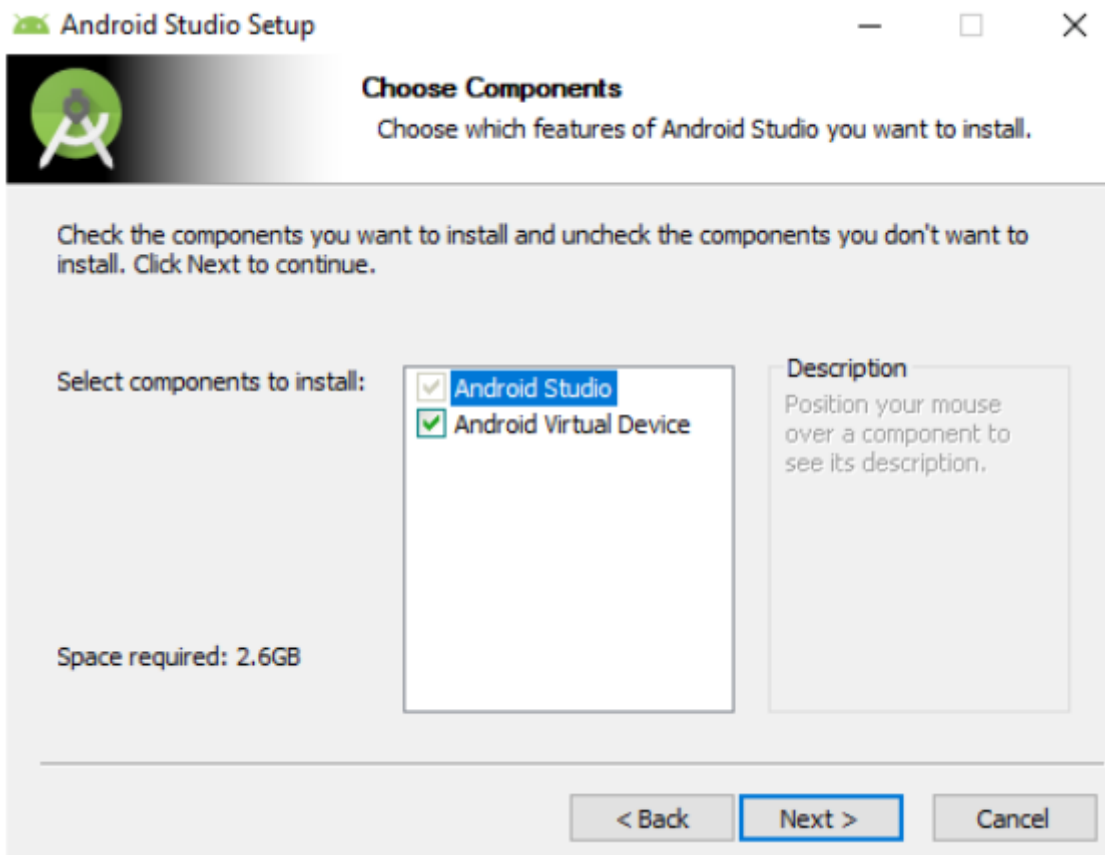 Android Studio Setup
Choose Components
Choose which features of Android Studio you want to install.
Check the components you want to install and uncheck the components you don't want to
install. Click Next to continue.
Select components to install:
Android Studio
Android Virtual Device
Description
Position your mouse
over a component to
see its description.
Space required: 2.6GB
< Back
Next >
Cancel